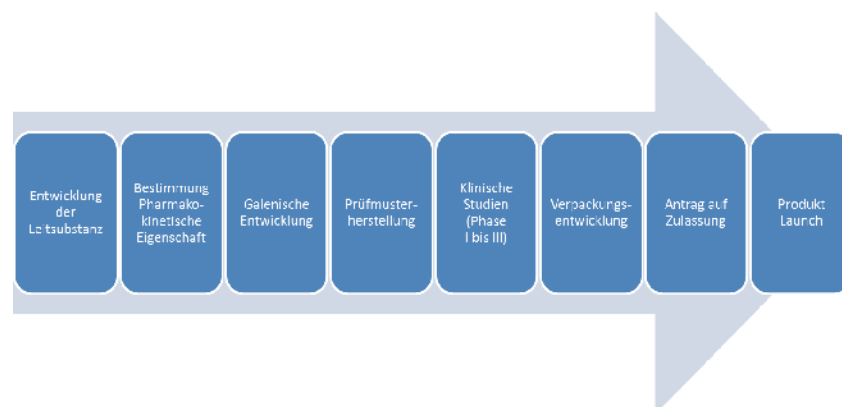 Entwicklung
der
Leitsubstanz
Bestimmung
Pharmako-
kinetische
Eigenschaft
Galenische
Entwicklung
Prüfmuster-
herstellung
Klinische
Studien
(Phase
I bis III)
Verpackungs-
entwicklung
Antrag auf
Zulassung
Produkt
Launch